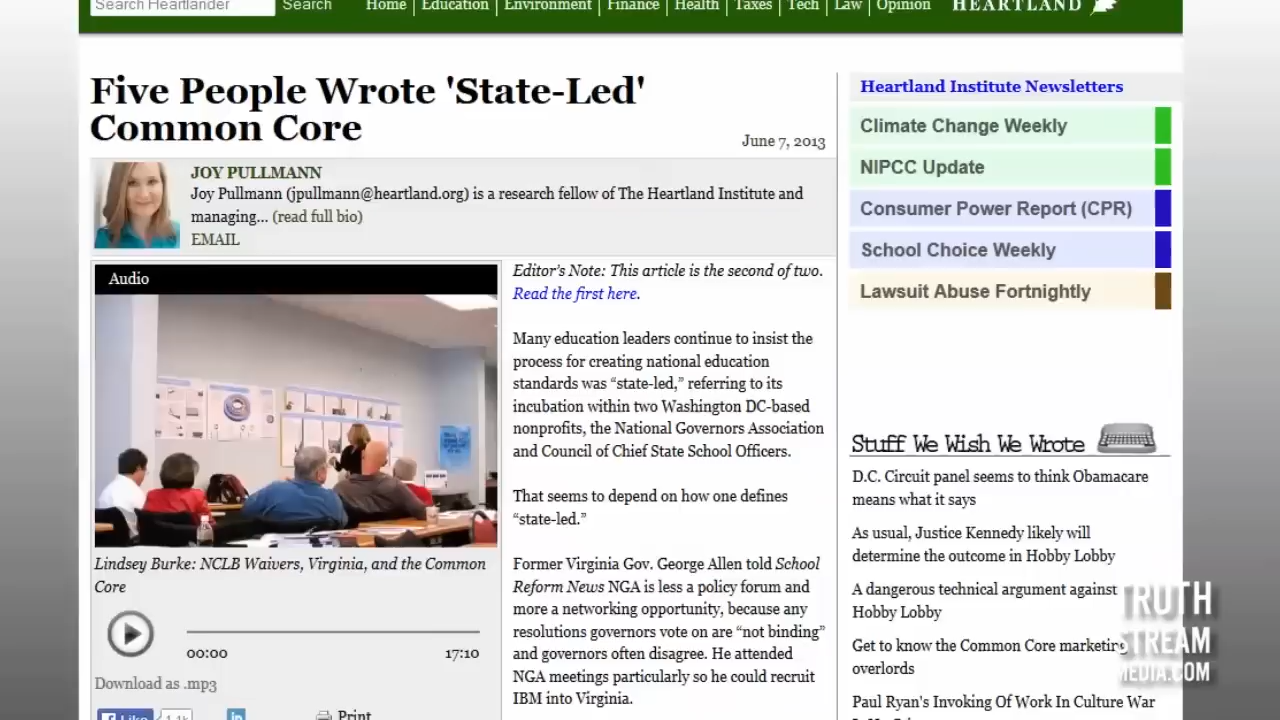 Search Heartlander
Search
Home
Education
Environment
Finance
Health
Taxes
Tech
Law
Opinion
HEARTLAND
Five People Wrote 'State-Led'
Common Core
June 7, 2013
JOY PULLMANN
Joy Pullmann (jpullmann@heartland.org) is a research fellow of The Heartland Institute and
managing... (read full bio)
EMAIL
Audio
Lindsey Burke: NCLB Waivers, Virginia, and the Common
Core
00:00
17:10
Download as .mp3
Like
1.1k
in
Print
Editor's Note: This article is the second of two.
Read the first here.
Many education leaders continue to insist the
process for creating national education
standards was “state-led,” referring to its
incubation within two Washington DC-based
nonprofits, the National Governors Association
and Council of Chief State School Officers.
That seems to depend on how one defines
“state-led.”
Former Virginia Gov. George Allen told School
Reform News NGA is less a policy forum and
more a networking opportunity, because any
resolutions governors vote on are “not binding”
and governors often disagree. He attended
NGA meetings particularly so he could recruit
IBM into Virginia.
Heartland Institute Newsletters
Climate Change Weekly
NIPCC Update
Consumer Power Report (CPR)
School Choice Weekly
Lawsuit Abuse Fortnightly
Stuff We Wish We Wrote
D.C. Circuit panel seems to think Obamacare
means what it says
As usual, Justice Kennedy likely will
determine the outcome in Hobby Lobby
A dangerous technical argument against
Hobby Lobby
Get to know the Common Core marketing
overlords
Paul Ryan's Invoking Of Work In Culture War
TRUTH
STREAM
MEDIA.COM